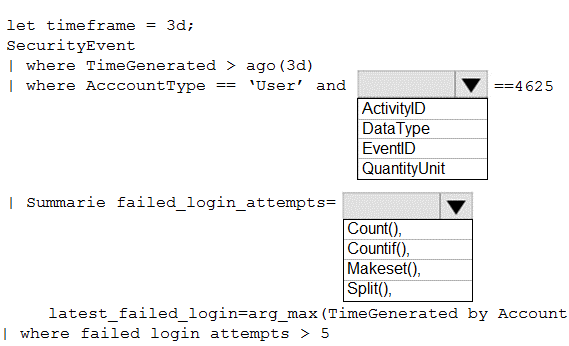 let timeframe = 3d;
SecurityEvent
| where TimeGenerated > ago(3d)
| where AcccountType == ‘User’ and ==4625
ActivityID
DataType
EventID
QuantityUnit
| Summarie failed_login_attempts=
Count(),
Countif(),
Makeset(),
Split(),
latest_failed_login=arg_max(TimeGenerated by Account
| where failed login attempts > 5